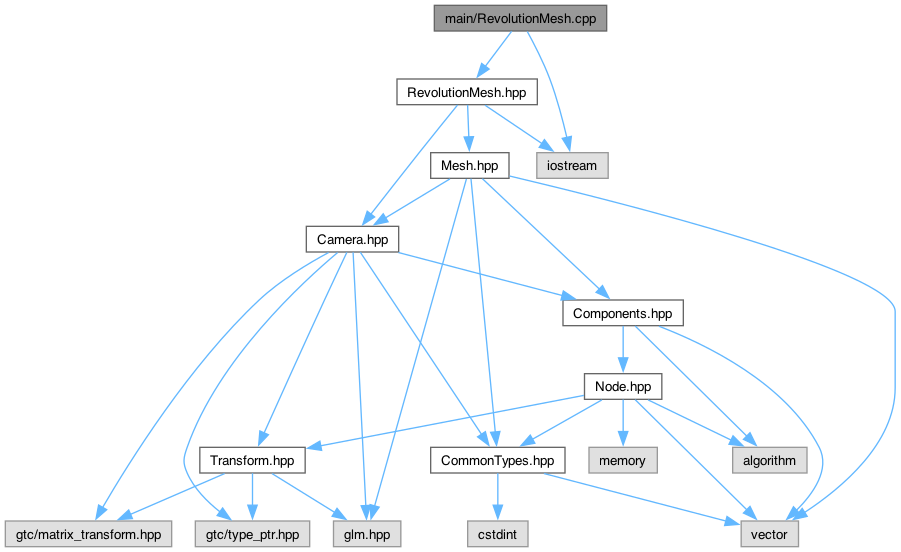 main/RevolutionMesh.cpp
RevolutionMesh.hpp
Mesh.hpp
iostream
Camera.hpp
Components.hpp
Node.hpp
Transform.hpp
CommonTypes.hpp
memory
algorithm
gtc/matrix_transform.hpp
gtc/type_ptr.hpp
glm.hpp
cstdint
vector